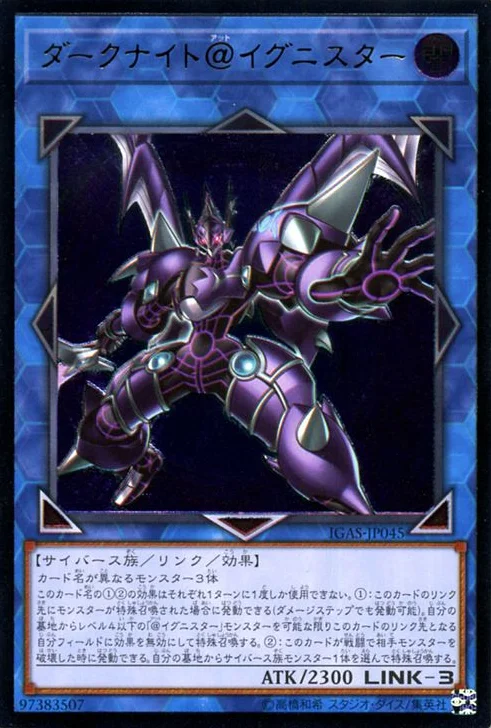 アット
ダークナイト@イグニスター
IGAS-JP045
【サイバース族／リンク／効果】
カード名が異なるモンスター３体
このカード名の①②の効果はそれぞれ１ターンに１度しか使用できない。①：このカードのリンク
先にモンスターが特殊召喚された場合に発動できる(ダメージステップでも発動可能)。自分の
墓地からレベル４以下の「@イグニスター」モンスターを可能な限りこのカードのリンク先となる
自分フィールドに効果を無効にして特殊召喚する。②：このカードが戦闘で相手モンスターを
破壊した時に発動できる。自分の墓地からサイバース族モンスター１体を選んで特殊召喚する。
ATK/2300 LINK-3
97383507 ©高橋和希 スタジオ・ダイス/集英社